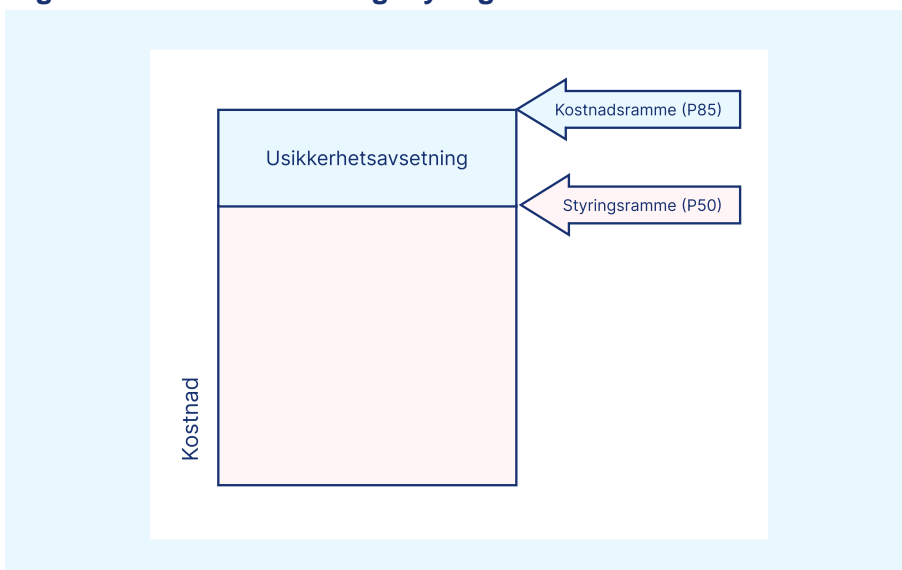 Kostnadsramme (P85)
Usikkerhetsavsetning
Styringsramme (P50)
Kostnad